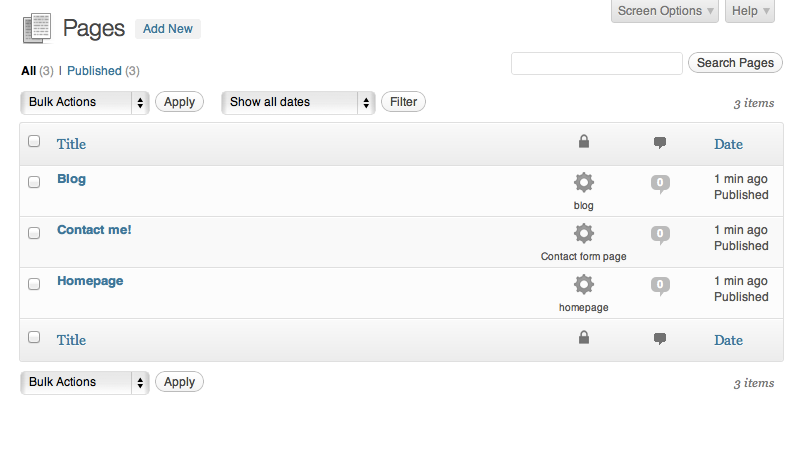 Screen Options Help
Pages Add New
All (3) | Published (3)
Search Pages
Bulk Actions Apply Show all dates Filter 3 items
Title Date
Blog 0 1 min ago
blog Published
Contact me! 0 1 min ago
Contact form page Published
Homepage 0 1 min ago
homepage Published
Title Date
Bulk Actions Apply 3 items